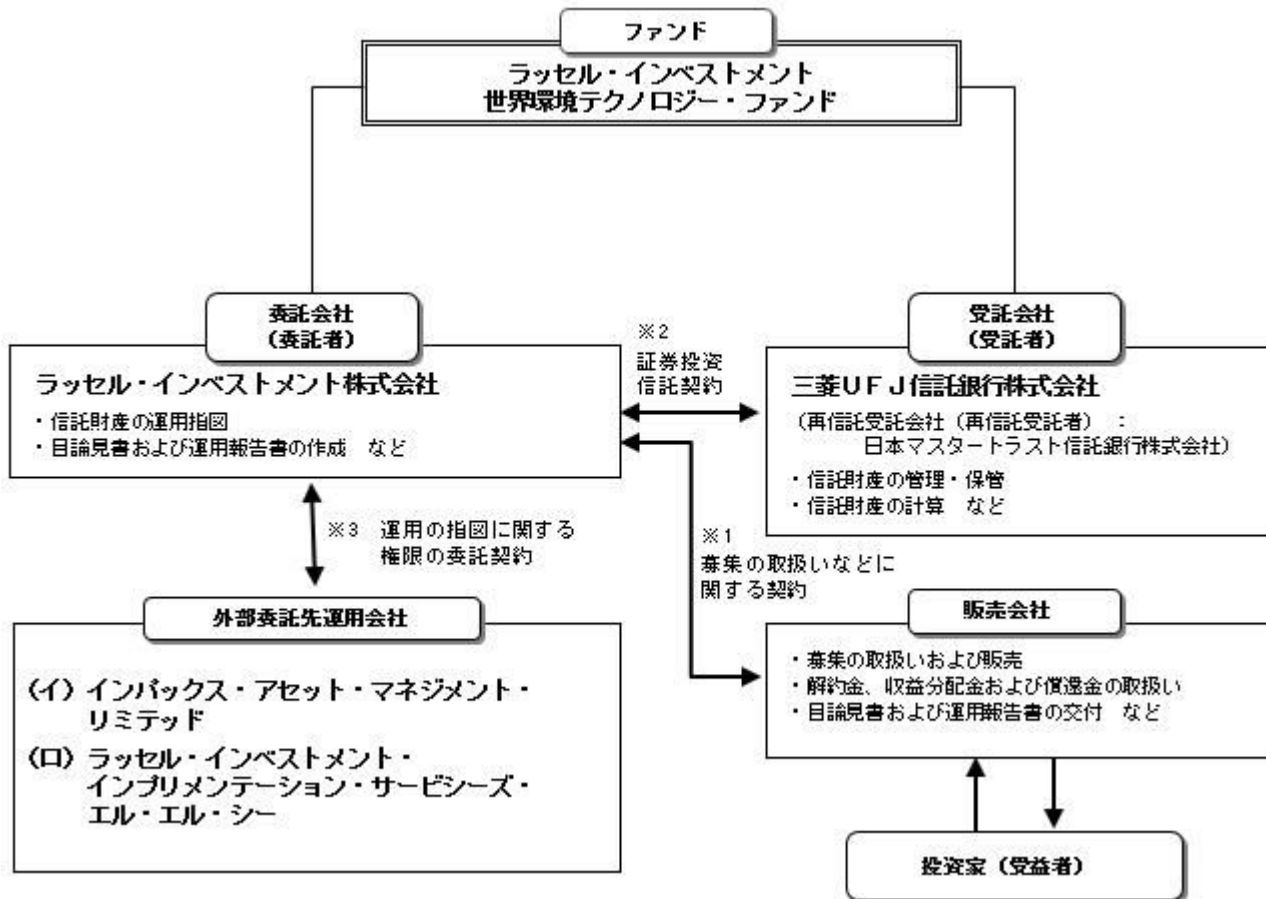 ファンド
ラッセル・インベストメント
世界環境テクノロジー・ファンド
委託会社
(委託者)
ラッセル・インベストメント株式会社
・信託財産の運用指図
・目論見書および運用報告書の作成 など
※2
証券投資
信託契約
受託会社
(受託者)
三菱UFJ信託銀行株式会社
(再信託受託会社(再信託受託者) :
日本マスタートラスト信託銀行株式会社)
・信託財産の管理・保管
・信託財産の計算 など
※3 運用の指図に関する
権限の委託契約
※1
募集の取扱いなどに
関する契約
外部委託先運用会社
(イ) インパックス・アセット・マネジメント・
リミテッド
(ロ) ラッセル・インベストメント・
インプリメンテーション・サービシーズ・
エル・エル・シー
販売会社
・募集の取扱いおよび販売
・解約金、収益分配金および償還金の取扱い
・目論見書および運用報告書の交付 など
投資家(受益者)